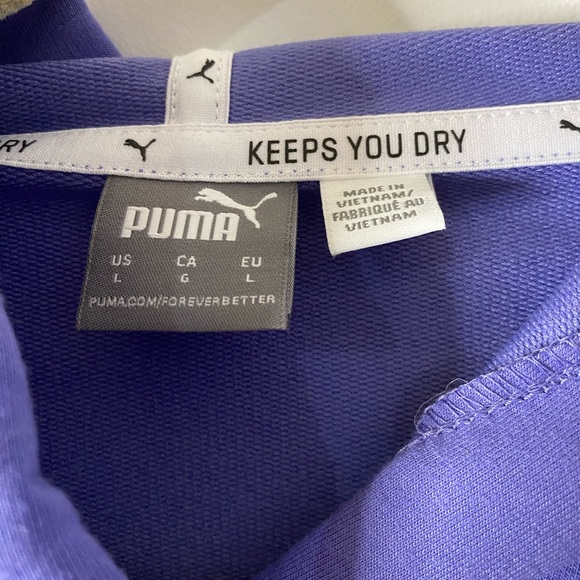 RY KEEPS YOU DRY
PUMA
US CA EU
L G L
PUMA.COM/FOREVERBETTER
MADE IN
VIETNAM/
FABRIQUÉ AU
VIETNAM